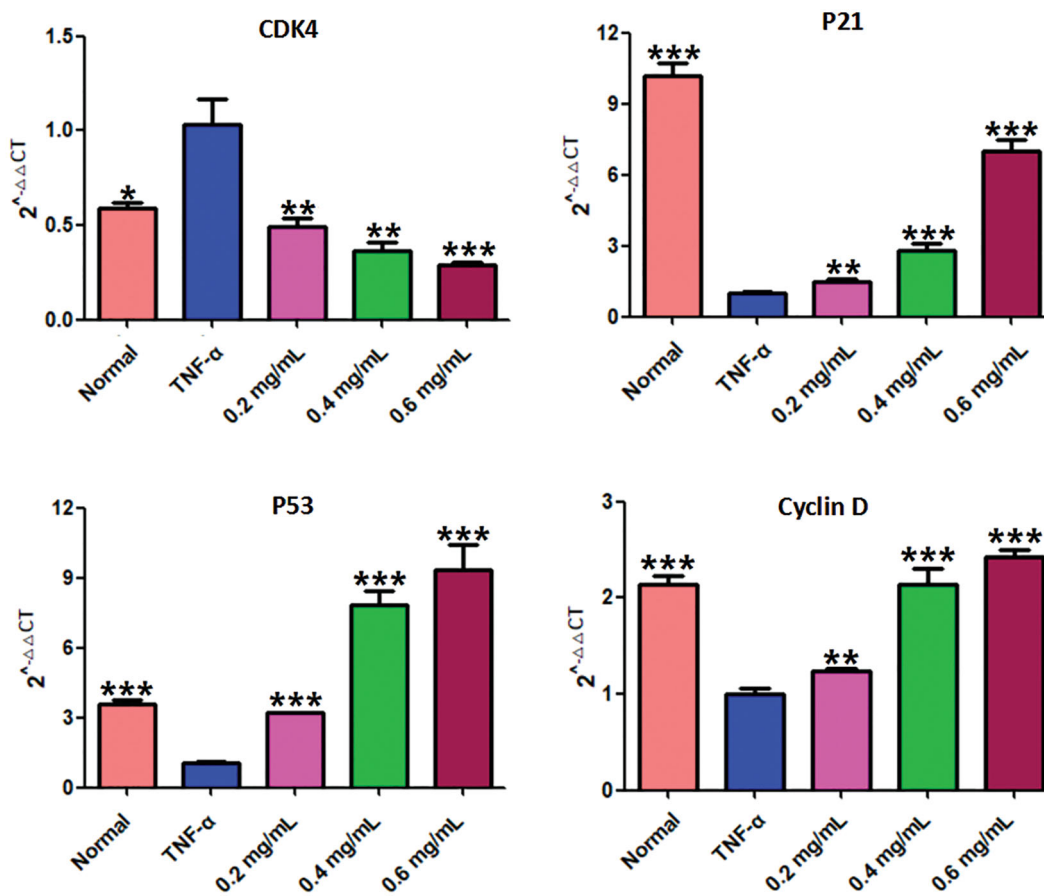 CDK4
2^-△△CT
1.5
1.0
0.5
0.0
*
**
**
***
Normal
TNF-α
0.2 mg/mL
0.4 mg/mL
0.6 mg/mL
P21
2^-△△CT
12
9
6
3
0
***
**
***
***
Normal
TNF-α
0.2 mg/mL
0.4 mg/mL
0.6 mg/mL
P53
2^-△△CT
12
9
6
3
0
***
***
***
***
Normal
TNF-α
0.2 mg/mL
0.4 mg/mL
0.6 mg/mL
Cyclin D
2^-△△CT
3
2
1
0
***
**
***
***
Normal
TNF-α
0.2 mg/mL
0.4 mg/mL
0.6 mg/mL